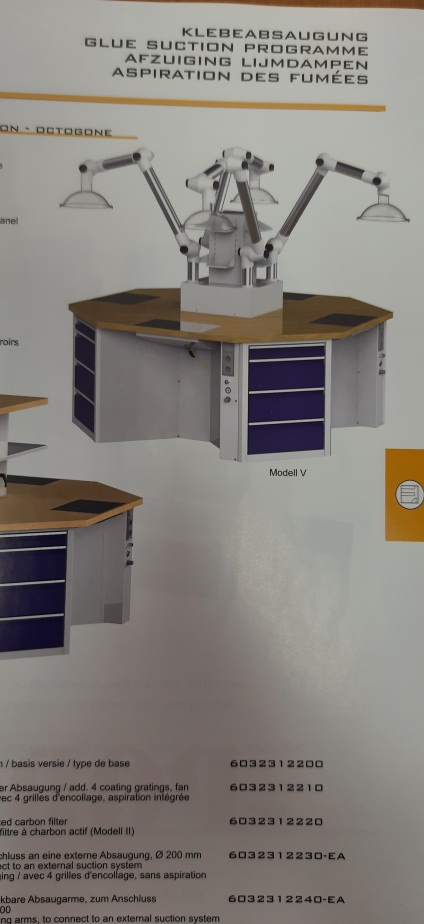 KLEBEABSAUGUNG
GLUE SUCTION PROGRAMME
AFZUIGING LIJMDAMPEN
ASPIRATION DES FUMÉES
ON - OCTOGONE
anel
roirs
Modell V
n / basis versie / type de base 6032312200
er Absaugung / add. 4 coating gratings, fan 6032312210
vec 4 grilles d'encollage, aspiration intégrée
ted carbon filter 6032312220
filtre à charbon actif (Modell II)
chluss an eine externe Absaugung, Ø 200 mm 6032312230-EA
ect to an external suction system
ging / avec 4 grilles d'encollage, sans aspiration
kbare Absaugarme, zum Anschluss 6032312240-EA
00
ng arms, to connect to an external suction system